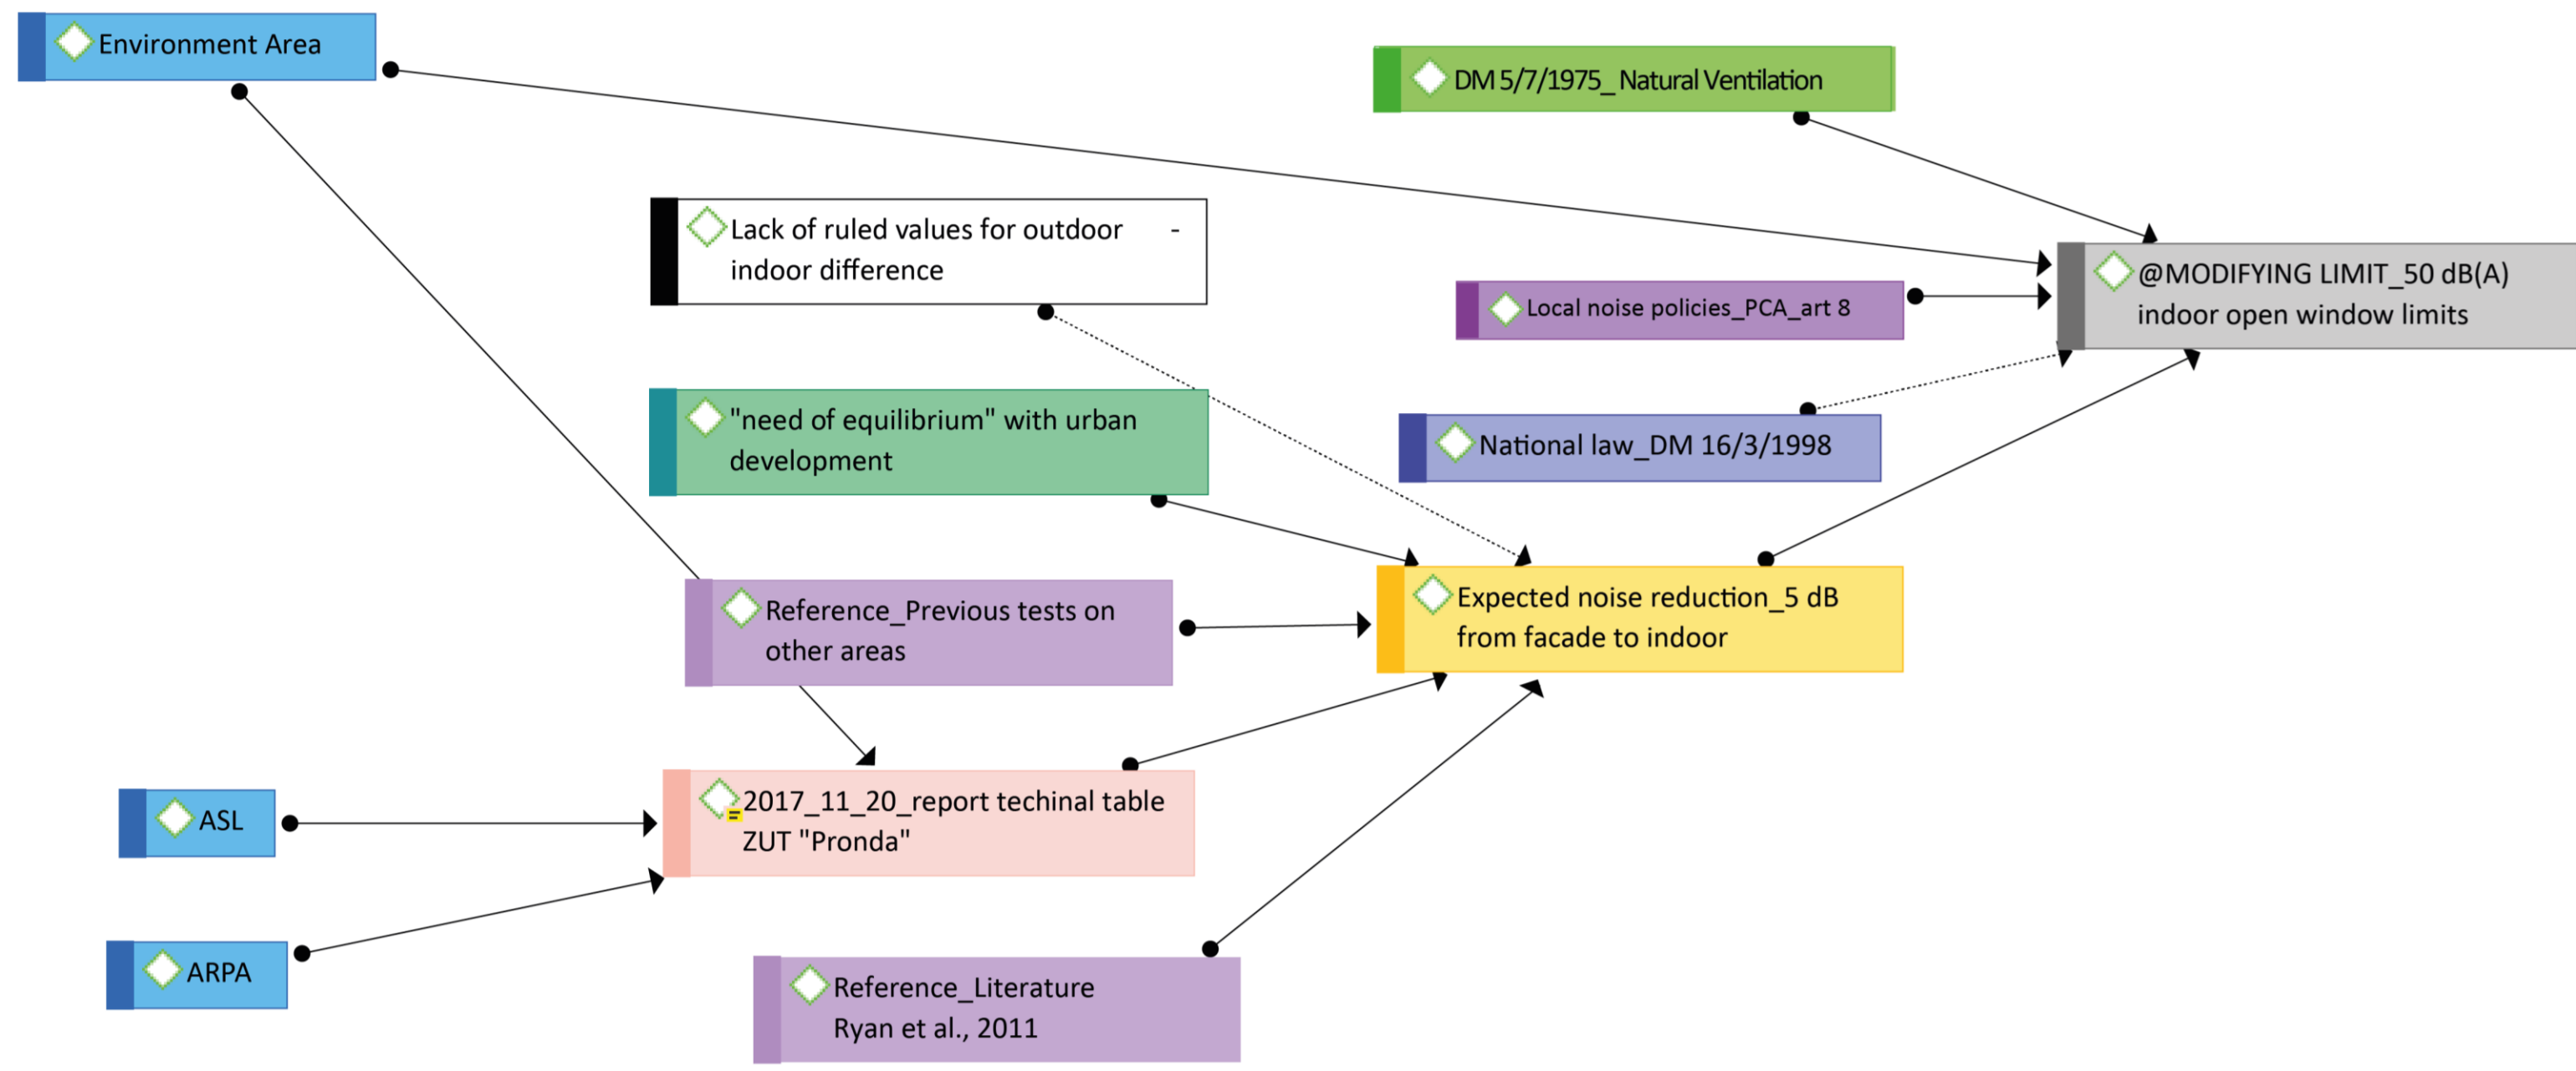 Environment Area
DM 5/7/1975_ Natural Ventilation
Lack of ruled values for outdoor -
indoor difference
@MODIFYING LIMIT_50 dB(A)
indoor open window limits
Local noise policies_PCA_art 8
"need of equilibrium" with urban
development
National law_DM 16/3/1998
Reference_Previous tests on
other areas
Expected noise reduction_5 dB
from facade to indoor
2017_11_20_report techinal table
ZUT "Pronda"
ASL
ARPA
Reference_Literature
Ryan et al., 2011